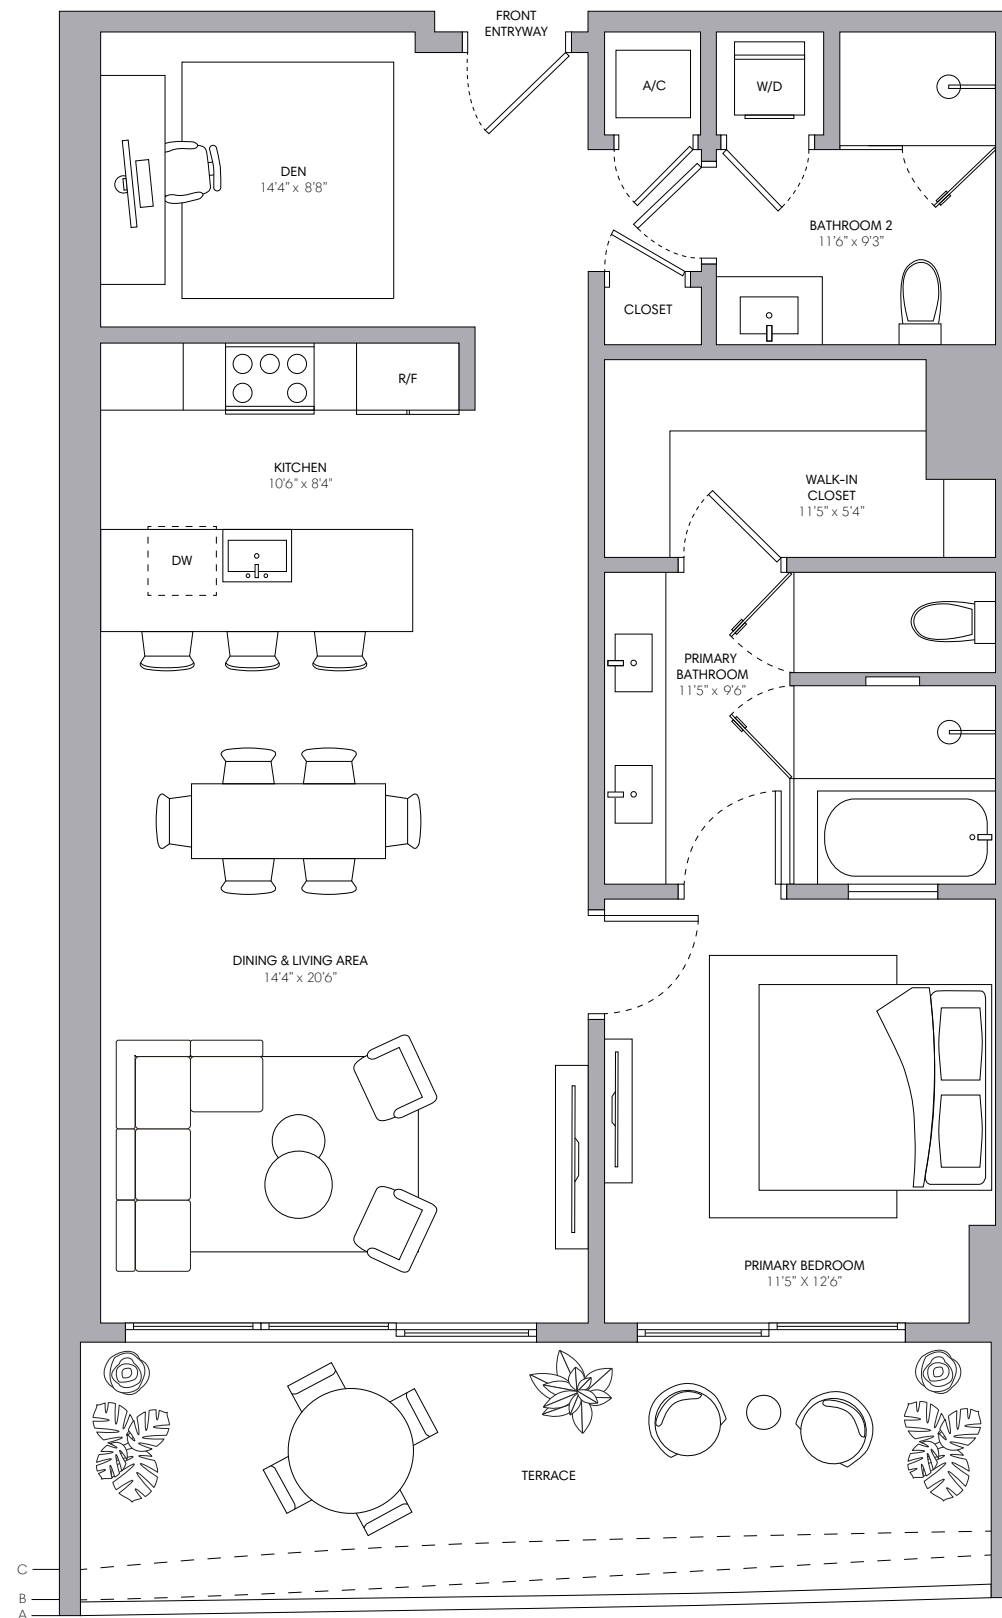 FRONT
ENTRYWAY
A/C
W/D
DEN
14'4" x 8'8"
BATHROOM 2
11'6" x 9'3"
CLOSET
R/F
KITCHEN
10'6" x 8'4"
WALK-IN
CLOSET
11'5" x 5'4"
DW
PRIMARY
BATHROOM
11'5" x 9'6"
DINING & LIVING AREA
14'4" x 20'6"
PRIMARY BEDROOM
11'5" X 12'6"
TERRACE
C
B
A